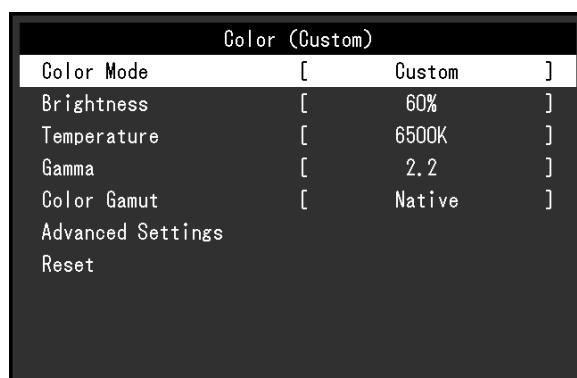 Color (Custom)
Color Mode [ Custom ]
Brightness [ 60% ]
Temperature [ 6500K ]
Gamma [ 2.2 ]
Color Gamut [ Native ]
Advanced Settings
Reset